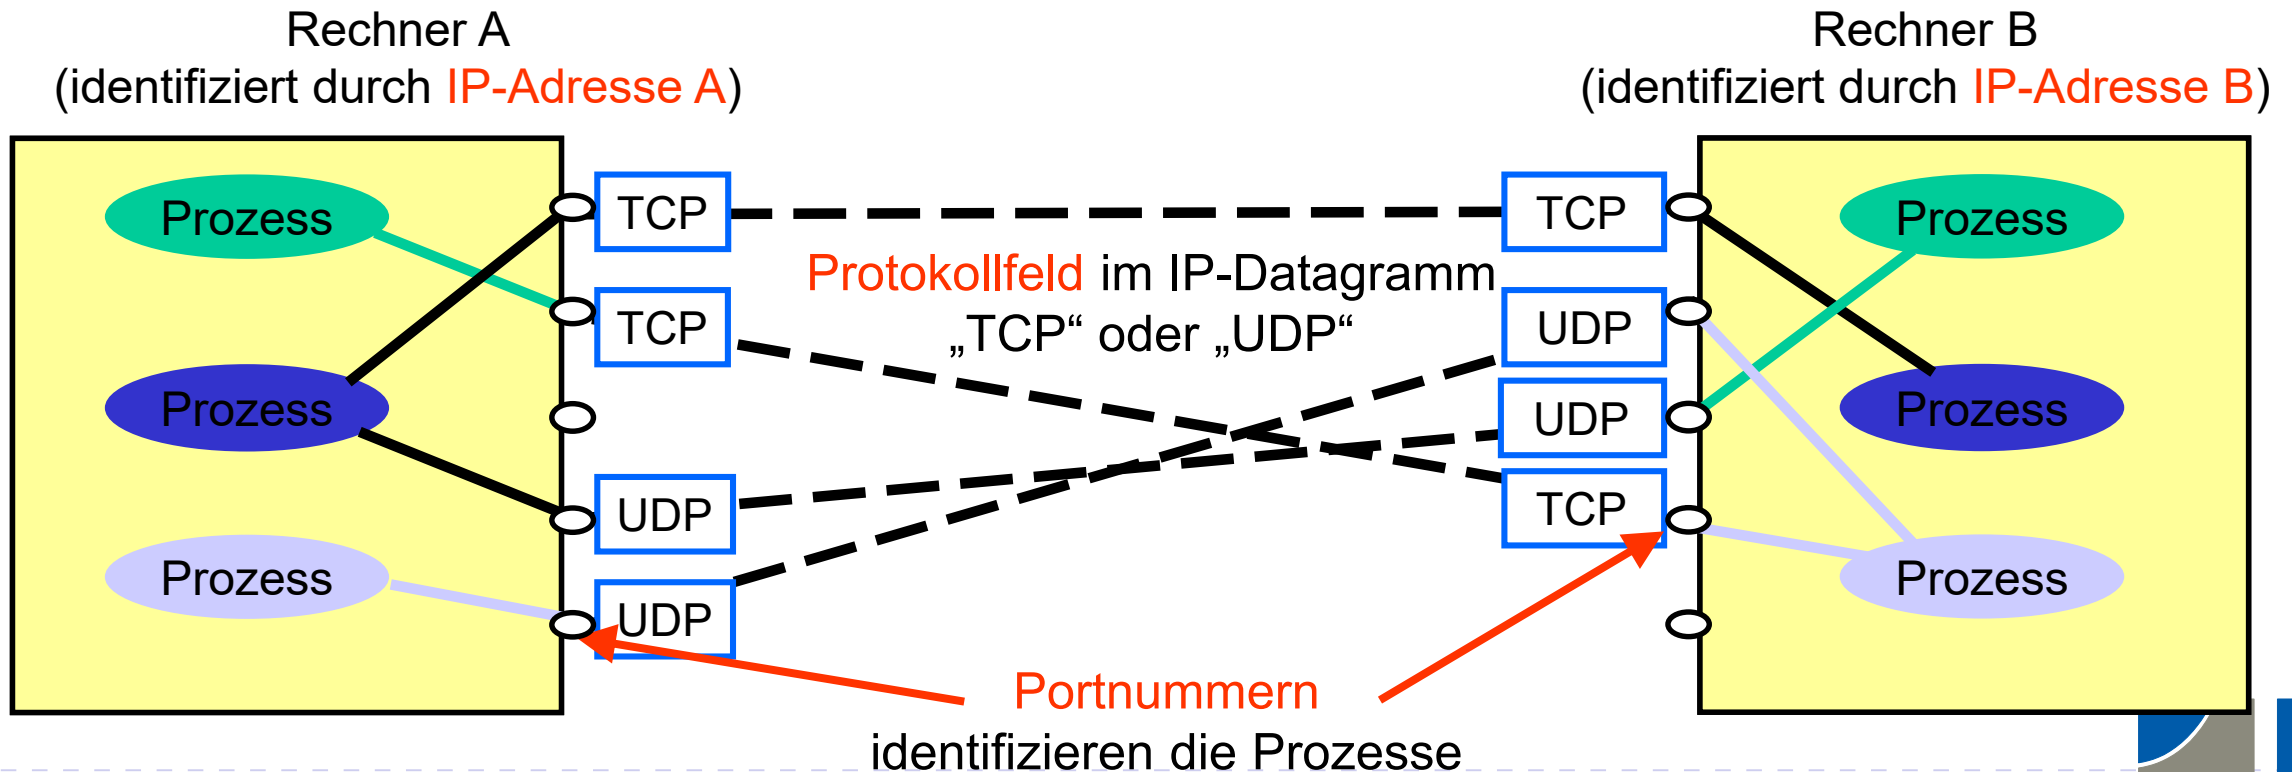 Rechner A
(identifiziert durch IP-Adresse A)
Rechner B
(identifiziert durch IP-Adresse B)
Prozess
Prozess
Prozess
TCP
TCP
UDP
UDP
Protokollfeld im IP-Datagramm
„TCP“ oder „UDP“
TCP
UDP
UDP
TCP
Prozess
Prozess
Prozess
Portnummern
identifizieren die Prozesse